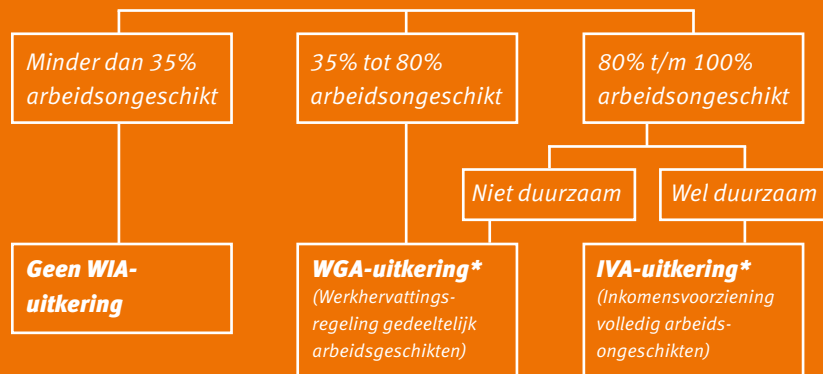 Minder dan 35%
arbeidsongeschikt
35% tot 80%
arbeidsongeschikt
80% t/m 100%
arbeidsongeschikt
Niet duurzaam
Wel duurzaam
Geen WIA-
uitkering
WGA-uitkering*
(Werkhervattings-
regeling gedeeltelijk
arbeidsgeschikten)
IVA-uitkering*
(Inkomensvoorziening
volledig arbeids-
ongeschikten)